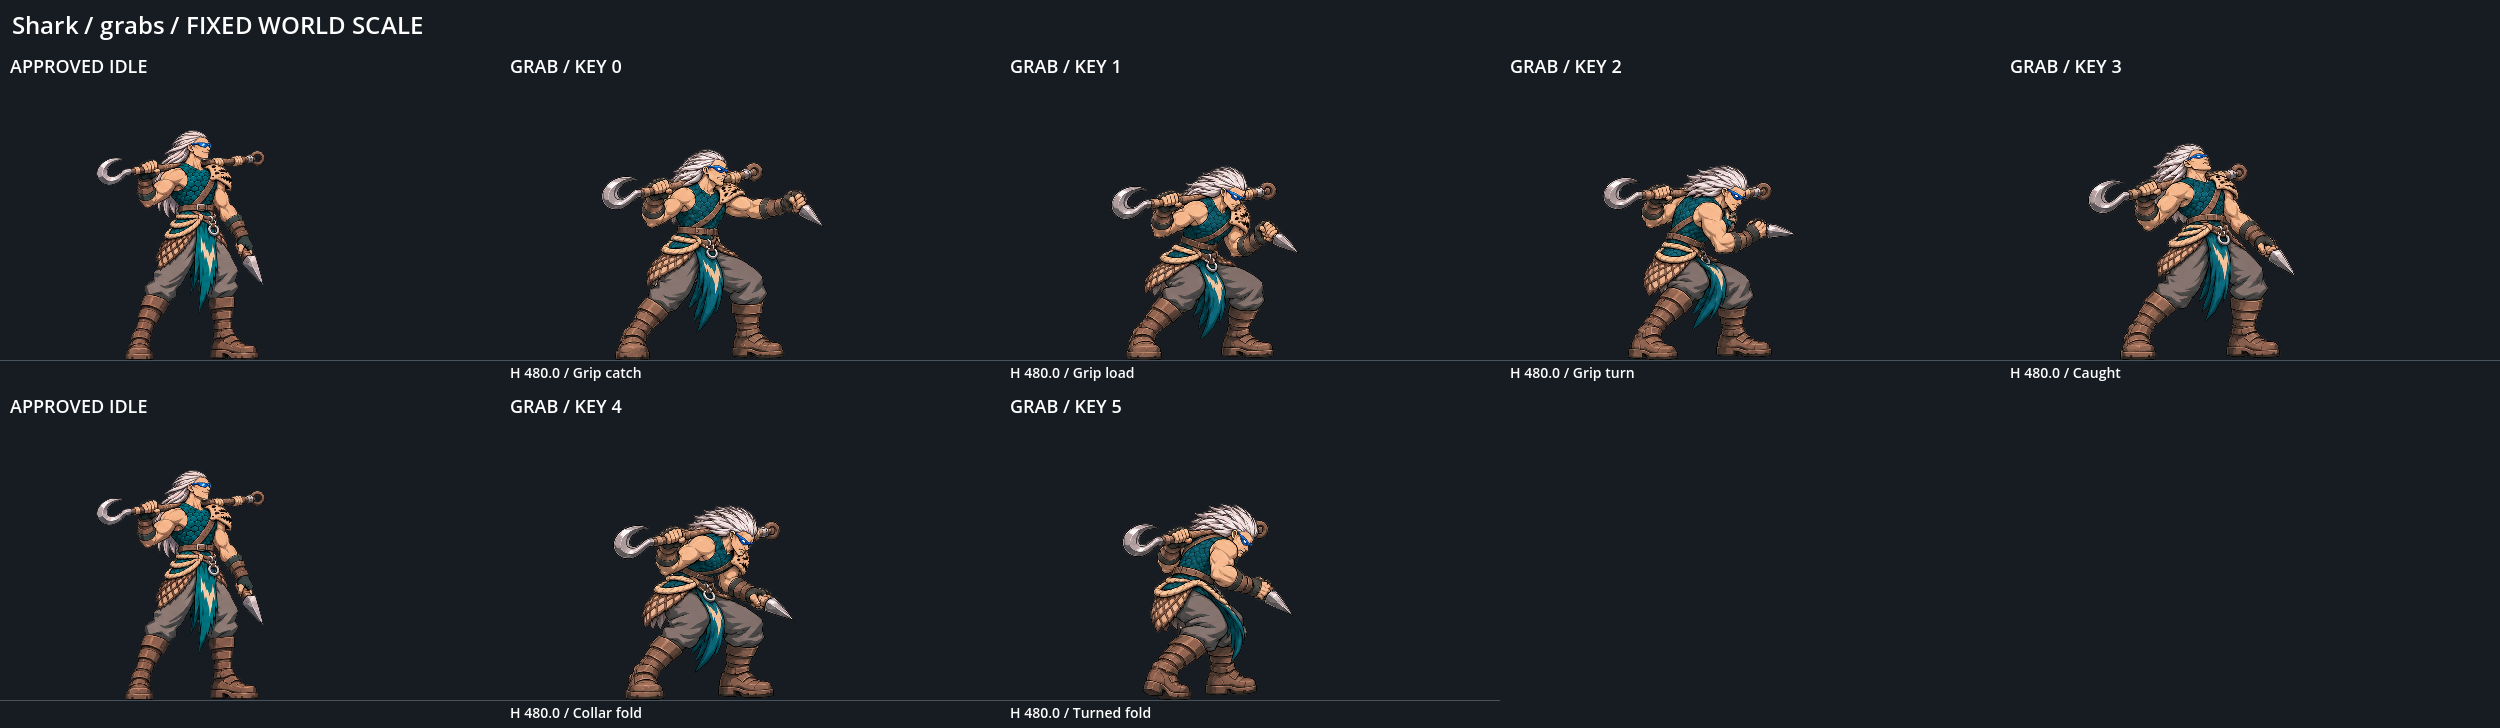 Shark / grabs / FIXED WORLD SCALE
APPROVED IDLE
GRAB / KEY 0
GRAB / KEY 1
GRAB / KEY 2
GRAB / KEY 3
H 480.0 / Grip catch
H 480.0 / Grip load
H 480.0 / Grip turn
H 480.0 / Caught
APPROVED IDLE
GRAB / KEY 4
GRAB / KEY 5
H 480.0 / Collar fold
H 480.0 / Turned fold